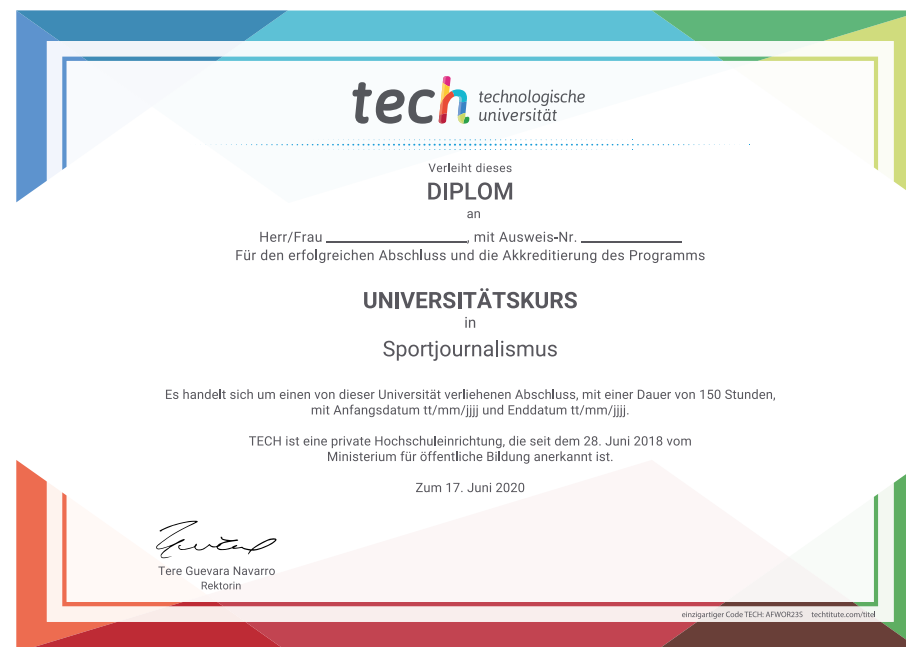 tech technologische
universität
Verleiht dieses
DIPLOM
an
Herr/Frau ____________, mit Ausweis-Nr. ____________
Für den erfolgreichen Abschluss und die Akkreditierung des Programms
UNIVERSITÄTSKURS
in
Sportjournalismus
Es handelt sich um einen von dieser Universität verliehenen Abschluss, mit einer Dauer von 150 Stunden,
mit Anfangsdatum tt/mm/jjjj und Enddatum tt/mm/jjjj.
TECH ist eine private Hochschuleinrichtung, die seit dem 28. Juni 2018 vom
Ministerium für öffentliche Bildung anerkannt ist.
Zum 17. Juni 2020
Tere Guevara Navarro
Rektorin
einzigartiger Code TECH: AFWOR23S techtitute.com/titel